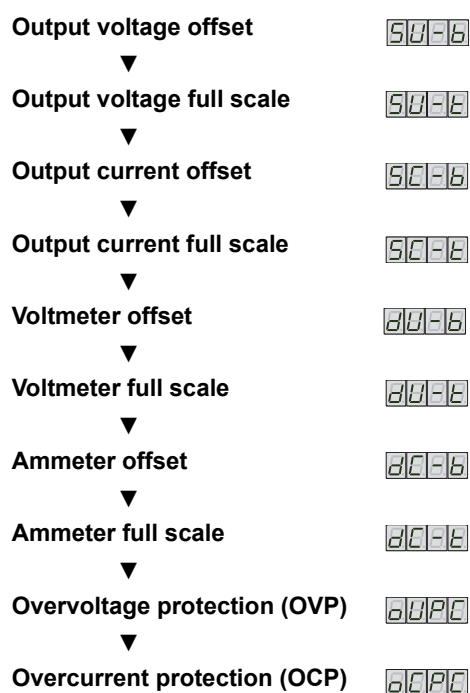 Output voltage offset SU-b
▼
Output voltage full scale SU-t
▼
Output current offset SC-b
▼
Output current full scale SC-t
▼
Voltmeter offset dU-b
▼
Voltmeter full scale dU-t
▼
Ammeter offset dC-b
▼
Ammeter full scale dC-t
▼
Overvoltage protection (OVP) oUPC
▼
Overcurrent protection (OCP) oCPC